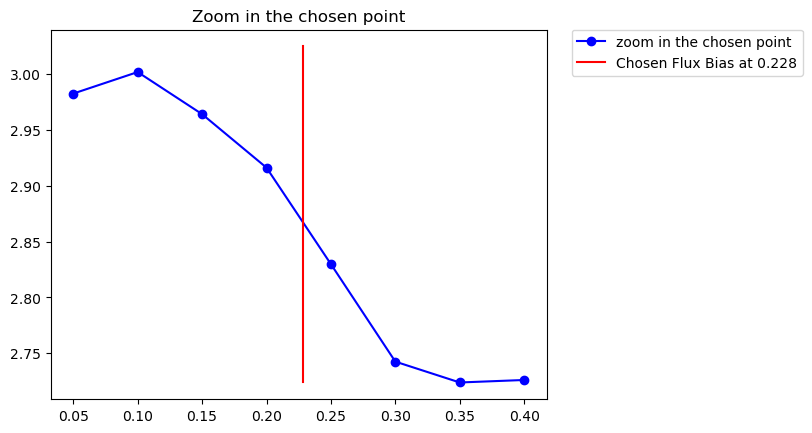 Zoom in the chosen point
zoom in the chosen point
Chosen Flux Bias at 0.228
3.00
2.95
2.90
2.85
2.80
2.75
0.05 0.10 0.15 0.20 0.25 0.30 0.35 0.40